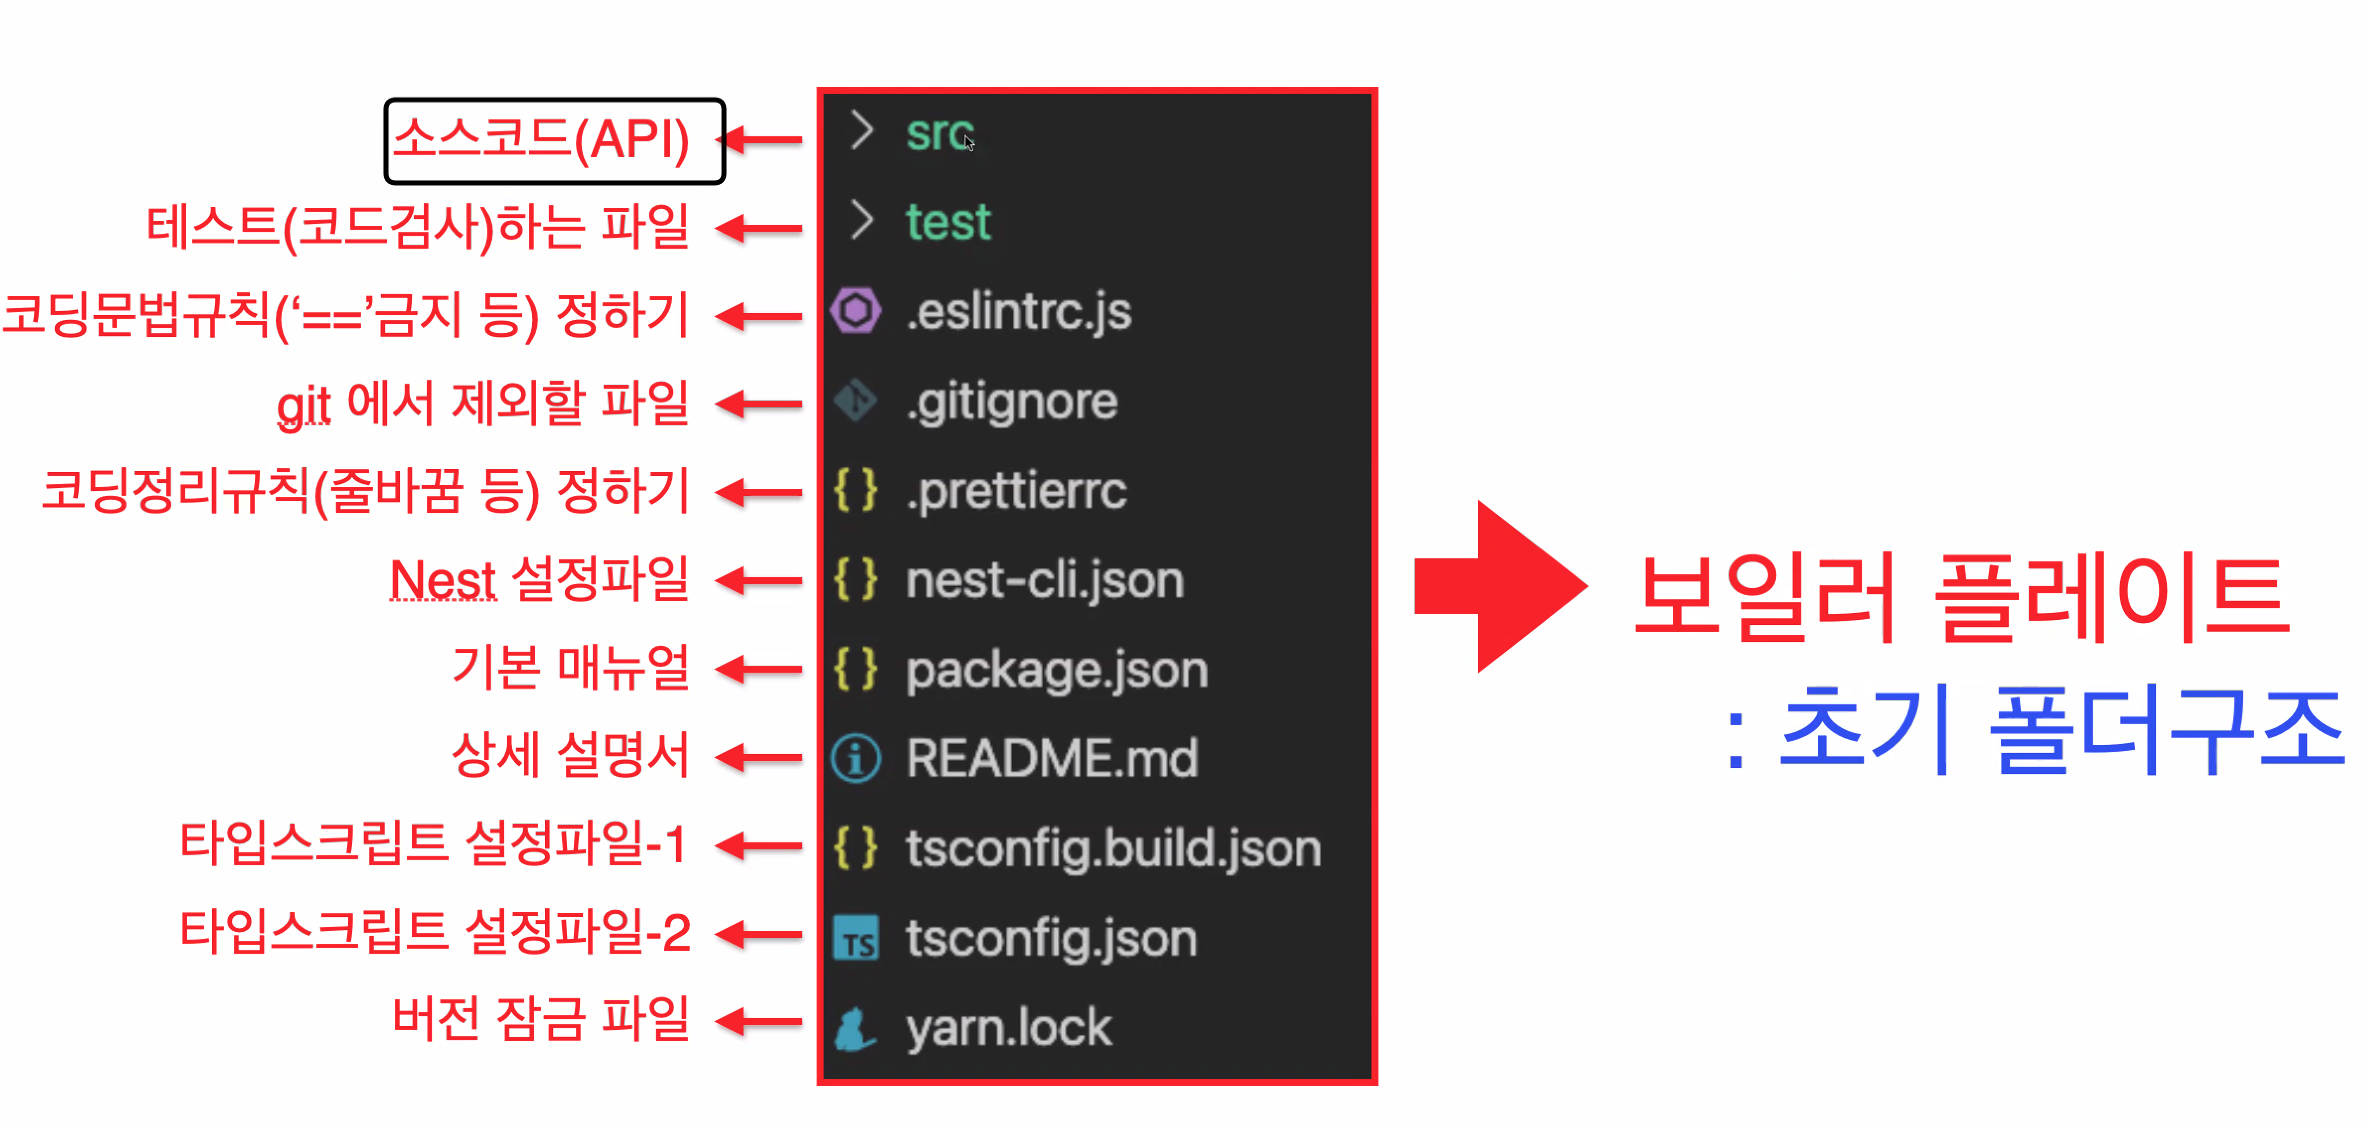 소스코드(API)
src
테스트(코드검사)하는 파일
test
코딩문법규칙(‘==’금지 등) 정하기
.eslintrc.js
git 에서 제외할 파일
.gitignore
코딩정리규칙(줄바꿈 등) 정하기
{ } .prettierrc
Nest 설정파일
{ } nest-cli.json
기본 매뉴얼
{ } package.json
상세 설명서
README.md
타입스크립트 설정파일-1
{ } tsconfig.build.json
타입스크립트 설정파일-2
TS tsconfig.json
버전 잠금 파일
yarn.lock
보일러 플레이트
: 초기 폴더구조